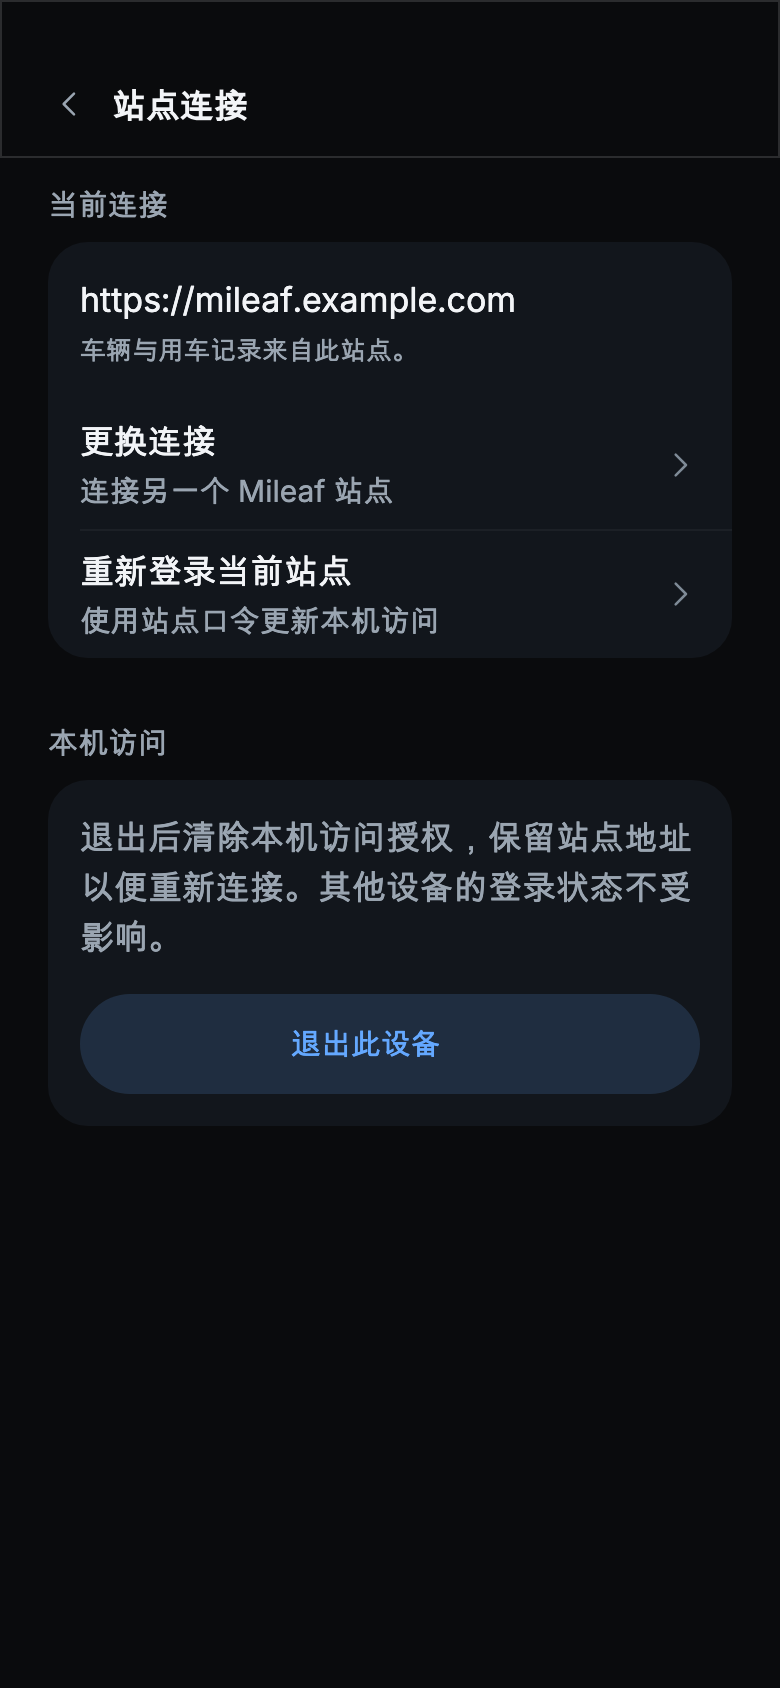 站点连接
当前连接
https://mileaf.example.com
车辆与用车记录来自此站点。
更换连接
连接另一个 Mileaf 站点
重新登录当前站点
使用站点口令更新本机访问
本机访问
退出后清除本机访问授权，保留站点地址
以便重新连接。其他设备的登录状态不受
影响。
退出此设备